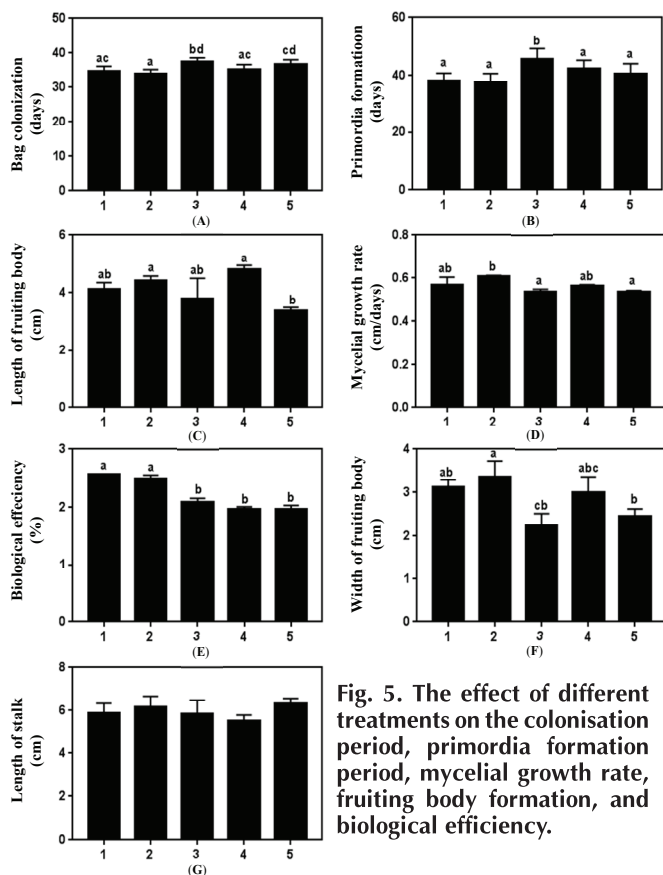 50
40
30
20
10
0
Bag colonization
(days)
ac
a
bd
ac
cd
1 2 3 4 5
(A)
60
40
20
0
Primordia formatioon
(days)
a
a
b
a
a
1 2 3 4 5
(B)
6
4
2
0
Length of fruiting body
(cm)
ab
a
ab
a
b
1 2 3 4 5
(C)
0.8
0.6
0.4
0.2
0.0
Mycelial growth rate
(cm/days)
ab
b
a
ab
a
1 2 3 4 5
(D)
3
2
1
0
Biological effeciency
(%)
a
a
b
b
b
1 2 3 4 5
(E)
4
3
2
1
0
Width of fruiting body
(cm)
ab
a
cb
abc
b
1 2 3 4 5
(F)
8
6
4
2
0
Length of stalk
(cm)
1 2 3 4 5
(G)
Fig. 5. The effect of different
treatments on the colonisation
period, primordia formation
period, mycelial growth rate,
fruiting body formation, and
biological efficiency.